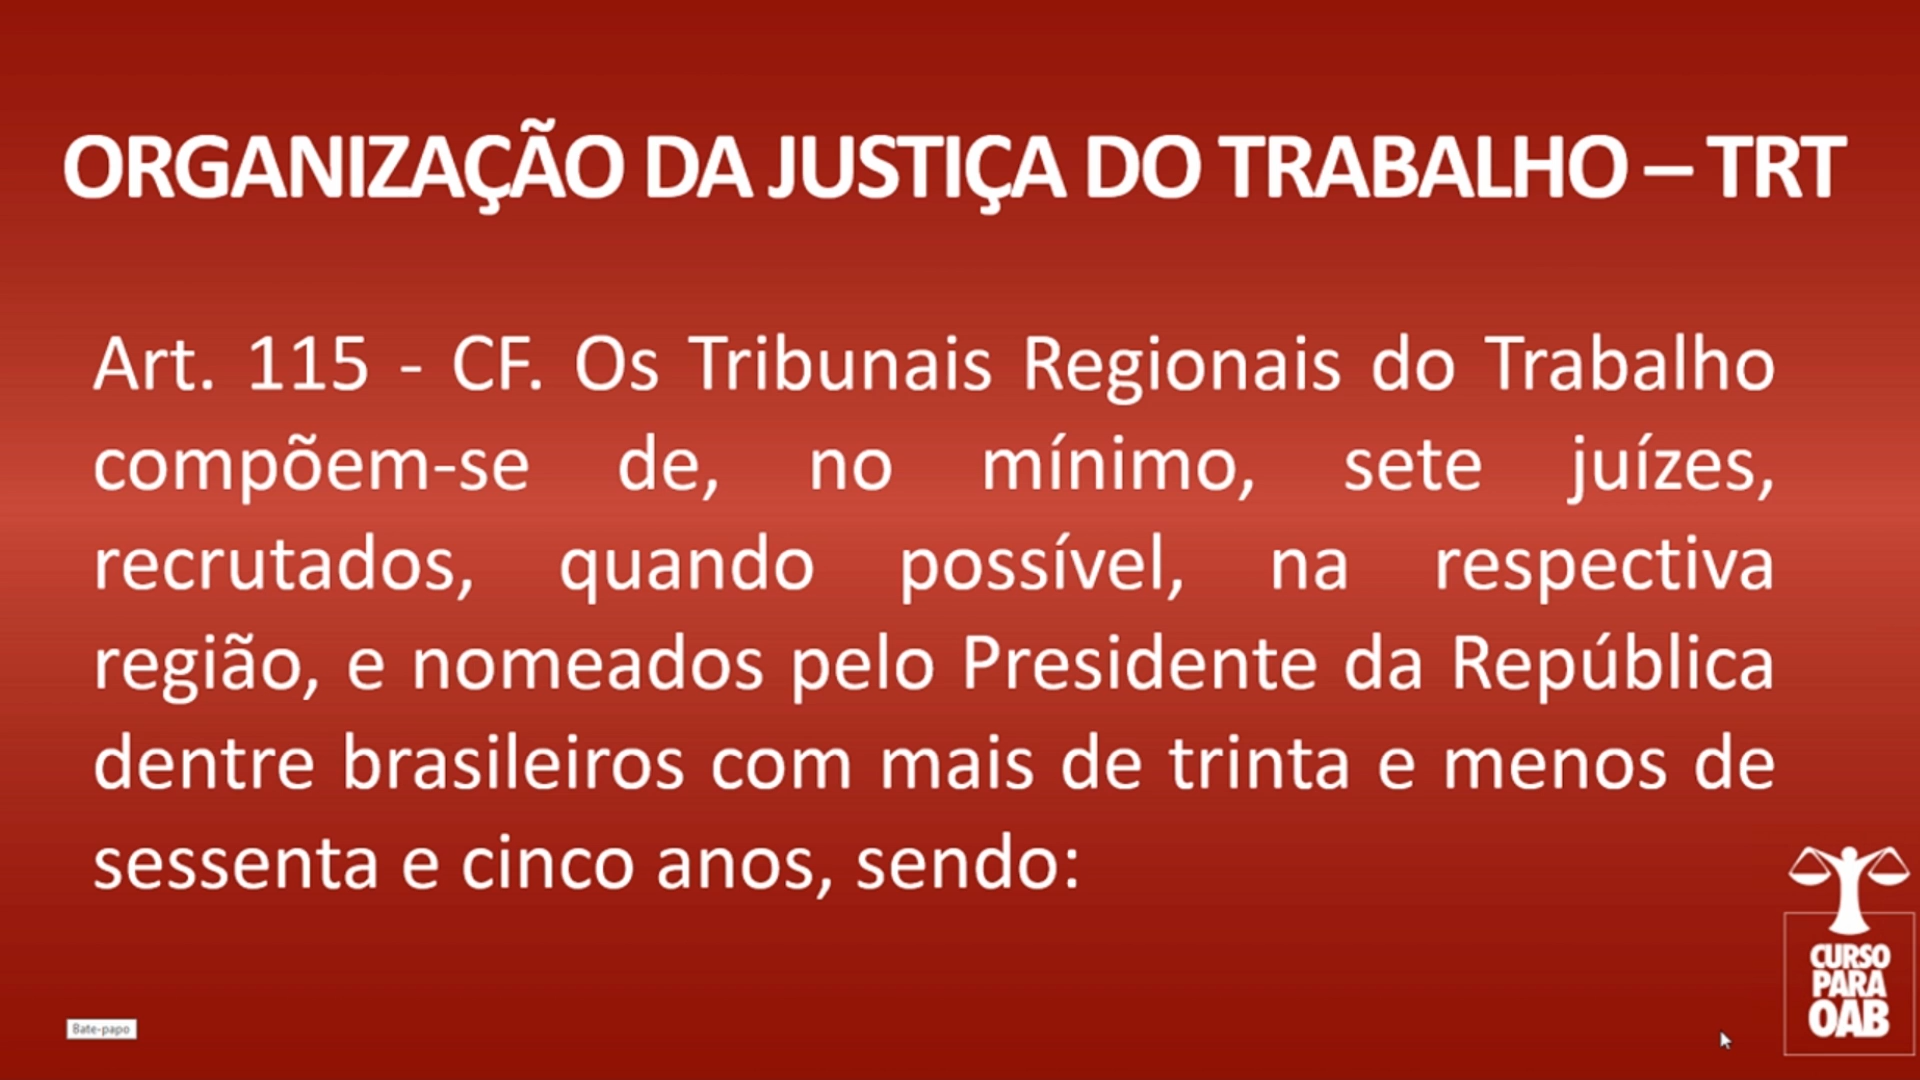 ORGANIZAÇÃO DA JUSTIÇA DO TRABALHO – TRT
Art. 115 - CF. Os Tribunais Regionais do Trabalho
compõem-se de, no mínimo, sete juízes,
recrutados, quando possível, na respectiva
região, e nomeados pelo Presidente da República
dentre brasileiros com mais de trinta e menos de
sessenta e cinco anos, sendo:
CURSO
PARA
OAB
Bate-papo